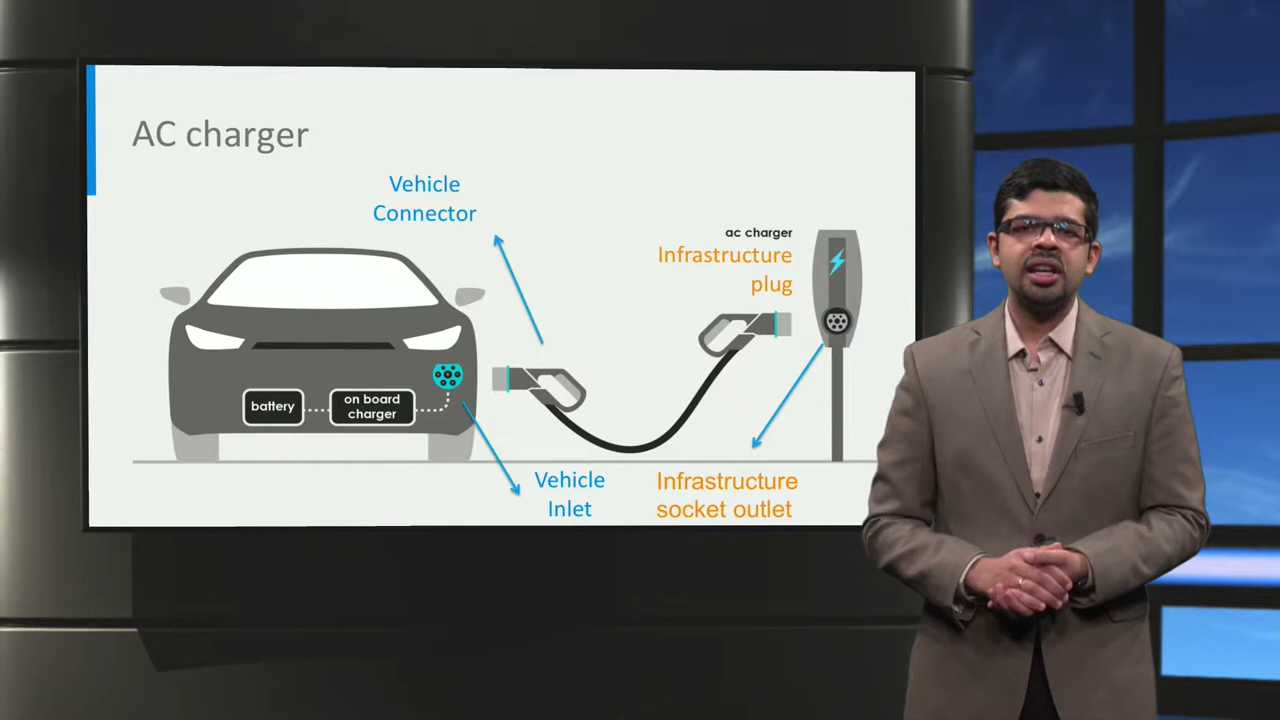 AC charger
Vehicle
Connector
ac charger
Infrastructure
plug
battery
on board
charger
Vehicle
Inlet
Infrastructure
socket outlet